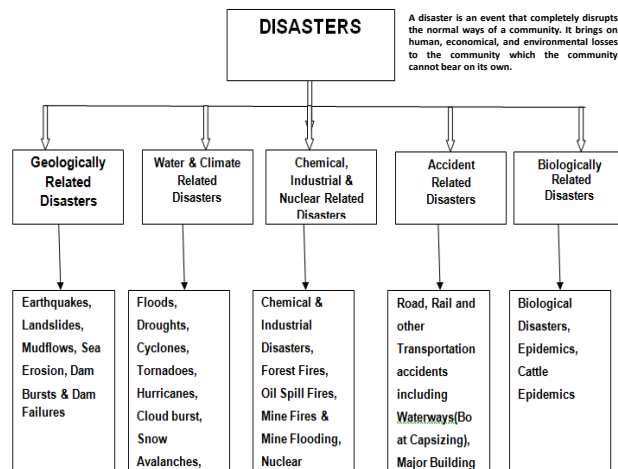 DISASTERS
A disaster is an event that completely disrupts
the normal ways of a community. It brings on
human, economical, and environmental losses
to the community which the community
cannot bear on its own.
Geologically
Related
Disasters
Water & Climate
Related
Disasters
Chemical,
Industrial &
Nuclear Related
Disasters
Accident
Related
Disasters
Biologically
Related
Disasters
Earthquakes,
Landslides,
Mudflows, Sea
Erosion, Dam
Bursts & Dam
Failures
Floods,
Droughts,
Cyclones,
Tornadoes,
Hurricanes,
Cloud burst,
Snow
Avalanches,
Chemical &
Industrial
Disasters,
Forest Fires,
Oil Spill Fires,
Mine Fires &
Mine Flooding,
Nuclear
Road, Rail and
other
Transportation
accidents
including
Waterways(Bo
at Capsizing),
Major Building
Biological
Disasters,
Epidemics,
Cattle
Epidemics